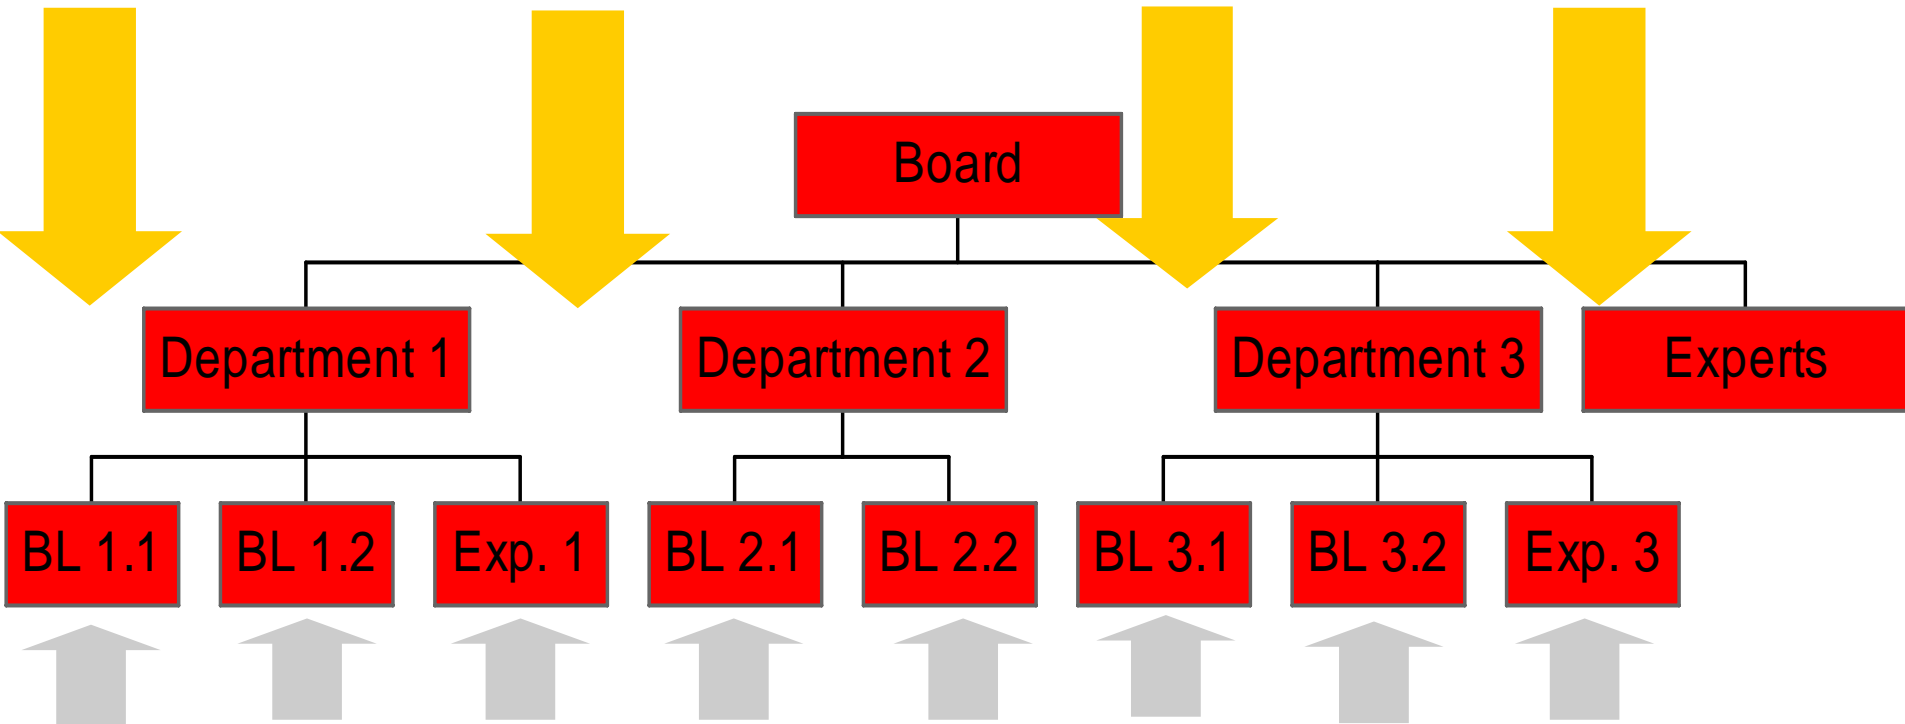 Board
Department 1
Department 2
Department 3
Experts
BL 1.1
BL 1.2
Exp. 1
BL 2.1
BL 2.2
BL 3.1
BL 3.2
Exp. 3